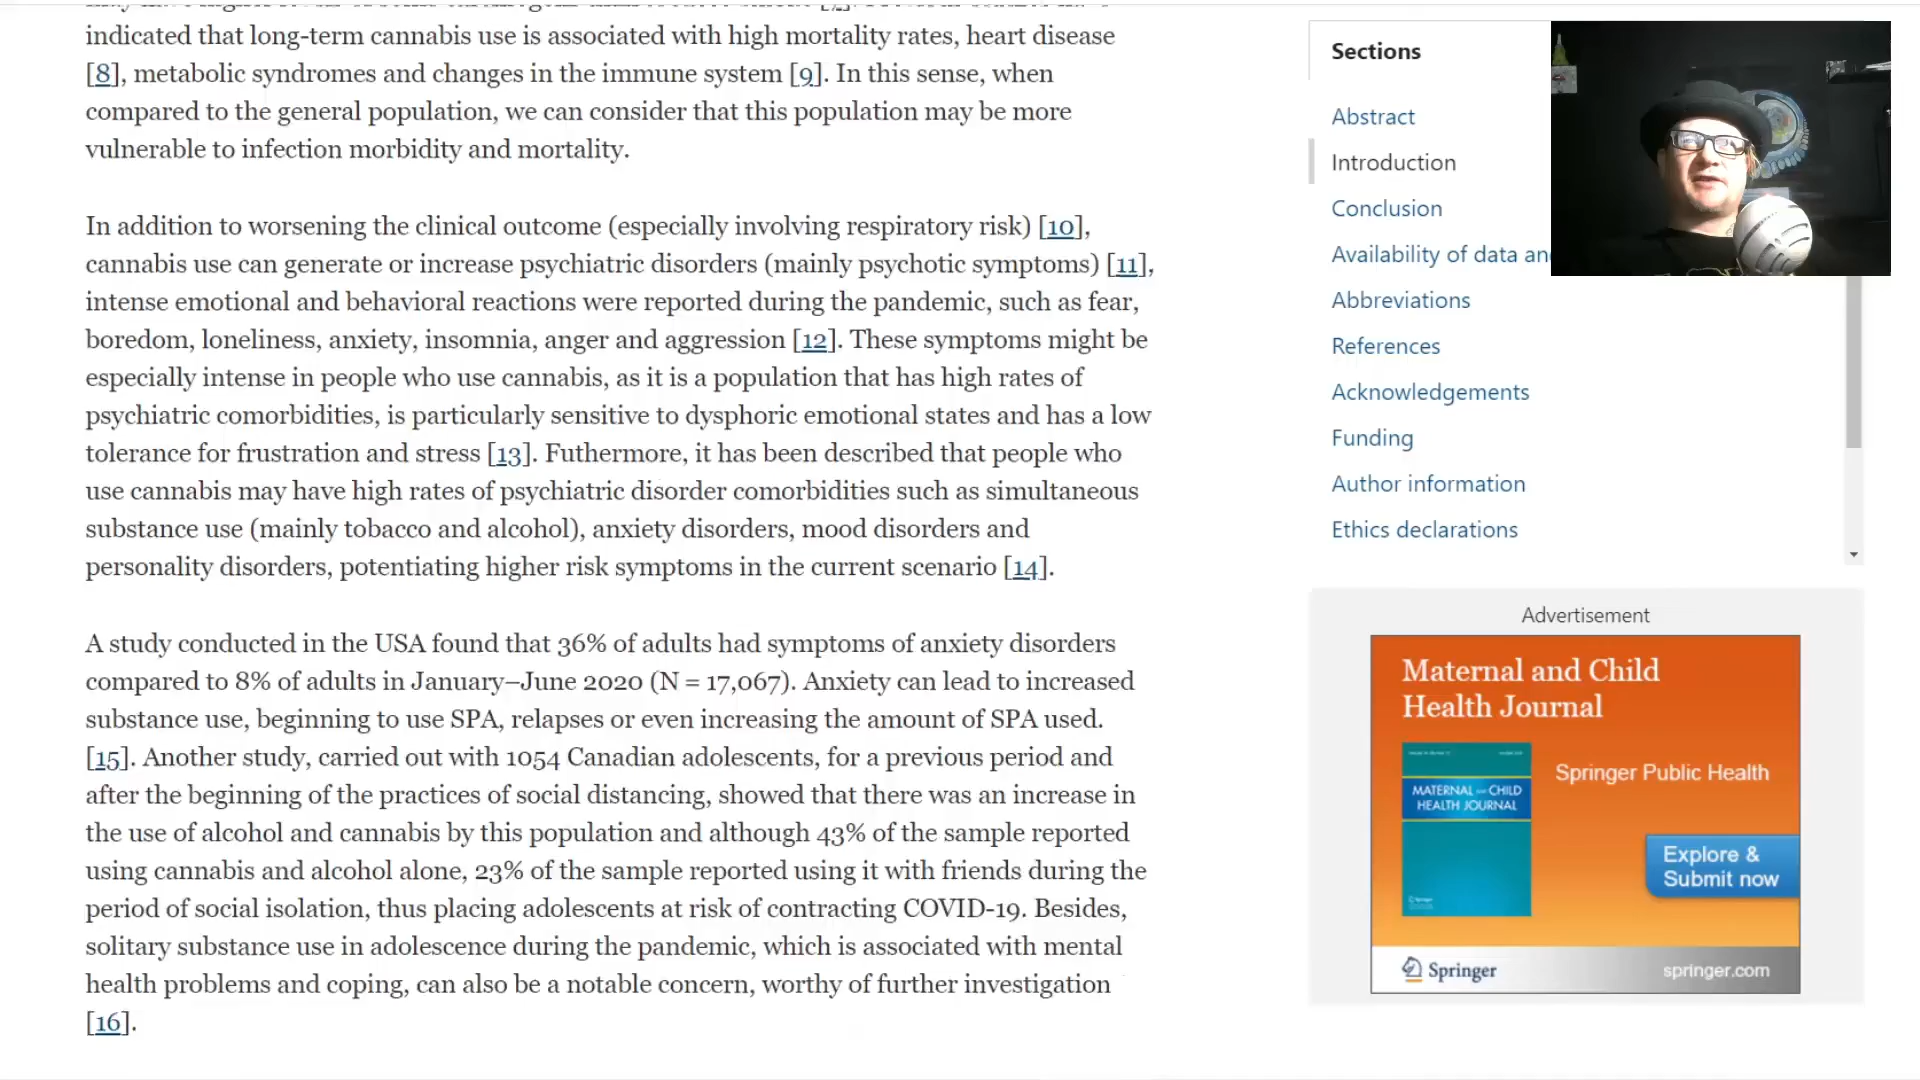 indicated that long-term cannabis use is associated with high mortality rates, heart disease
[8], metabolic syndromes and changes in the immune system [9]. In this sense, when
compared to the general population, we can consider that this population may be more
vulnerable to infection morbidity and mortality.
In addition to worsening the clinical outcome (especially involving respiratory risk) [10],
cannabis use can generate or increase psychiatric disorders (mainly psychotic symptoms) [11],
intense emotional and behavioral reactions were reported during the pandemic, such as fear,
boredom, loneliness, anxiety, insomnia, anger and aggression [12]. These symptoms might be
especially intense in people who use cannabis, as it is a population that has high rates of
psychiatric comorbidities, is particularly sensitive to dysphoric emotional states and has a low
tolerance for frustration and stress [13]. Futhermore, it has been described that people who
use cannabis may have high rates of psychiatric disorder comorbidities such as simultaneous
substance use (mainly tobacco and alcohol), anxiety disorders, mood disorders and
personality disorders, potentiating higher risk symptoms in the current scenario [14].
A study conducted in the USA found that 36% of adults had symptoms of anxiety disorders
compared to 8% of adults in January–June 2020 (N = 17,067). Anxiety can lead to increased
substance use, beginning to use SPA, relapses or even increasing the amount of SPA used.
[15]. Another study, carried out with 1054 Canadian adolescents, for a previous period and
after the beginning of the practices of social distancing, showed that there was an increase in
the use of alcohol and cannabis by this population and although 43% of the sample reported
using cannabis and alcohol alone, 23% of the sample reported using it with friends during the
period of social isolation, thus placing adolescents at risk of contracting COVID-19. Besides,
solitary substance use in adolescence during the pandemic, which is associated with mental
health problems and coping, can also be a notable concern, worthy of further investigation
[16].
Sections
Abstract
Introduction
Conclusion
Availability of data an
Abbreviations
References
Acknowledgements
Funding
Author information
Ethics declarations
Advertisement
Maternal and Child
Health Journal
MATERNAL AND CHILD
HEALTH JOURNAL
Springer Public Health
Explore &
Submit now
Springer
springer.com